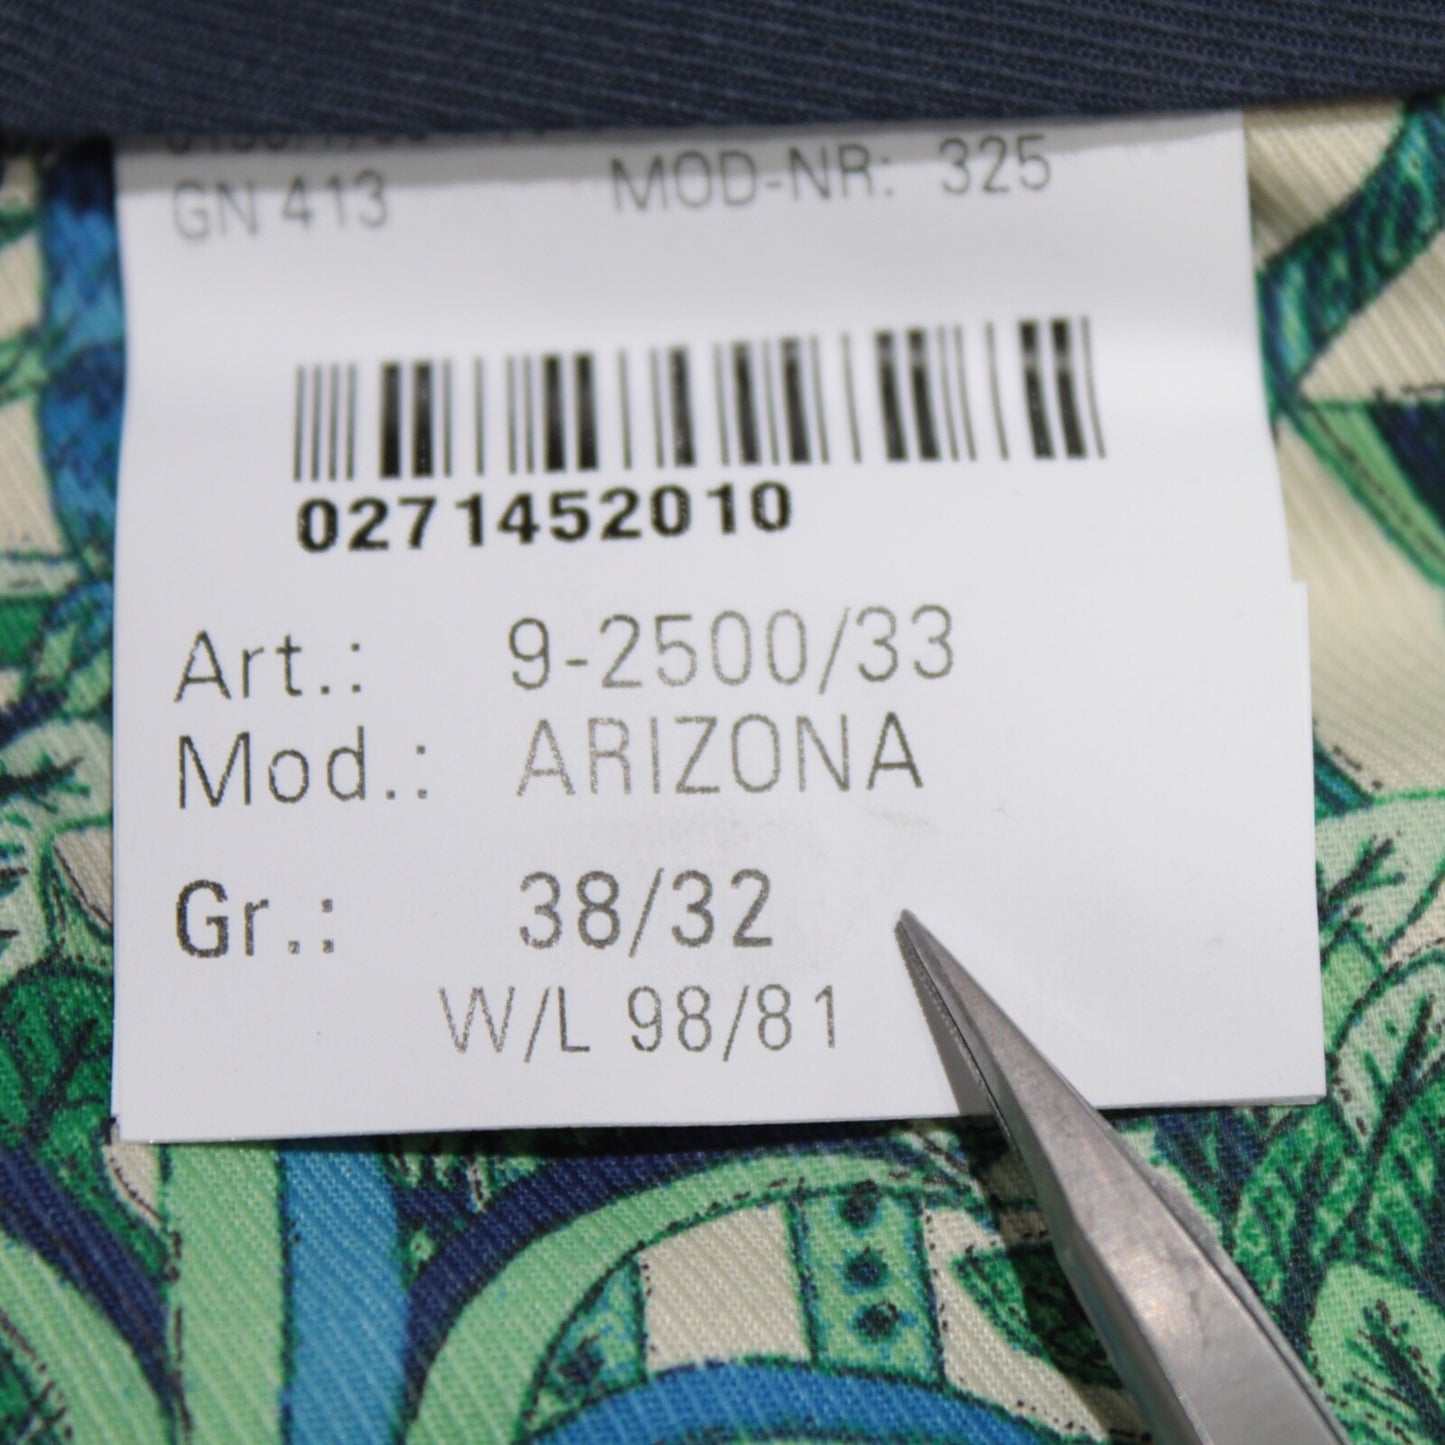 GN 413 MOD-NR: 325
0271452010
Art.: 9-2500/33
Mod.: ARIZONA
Gr.: 38/32
W/L 98/81